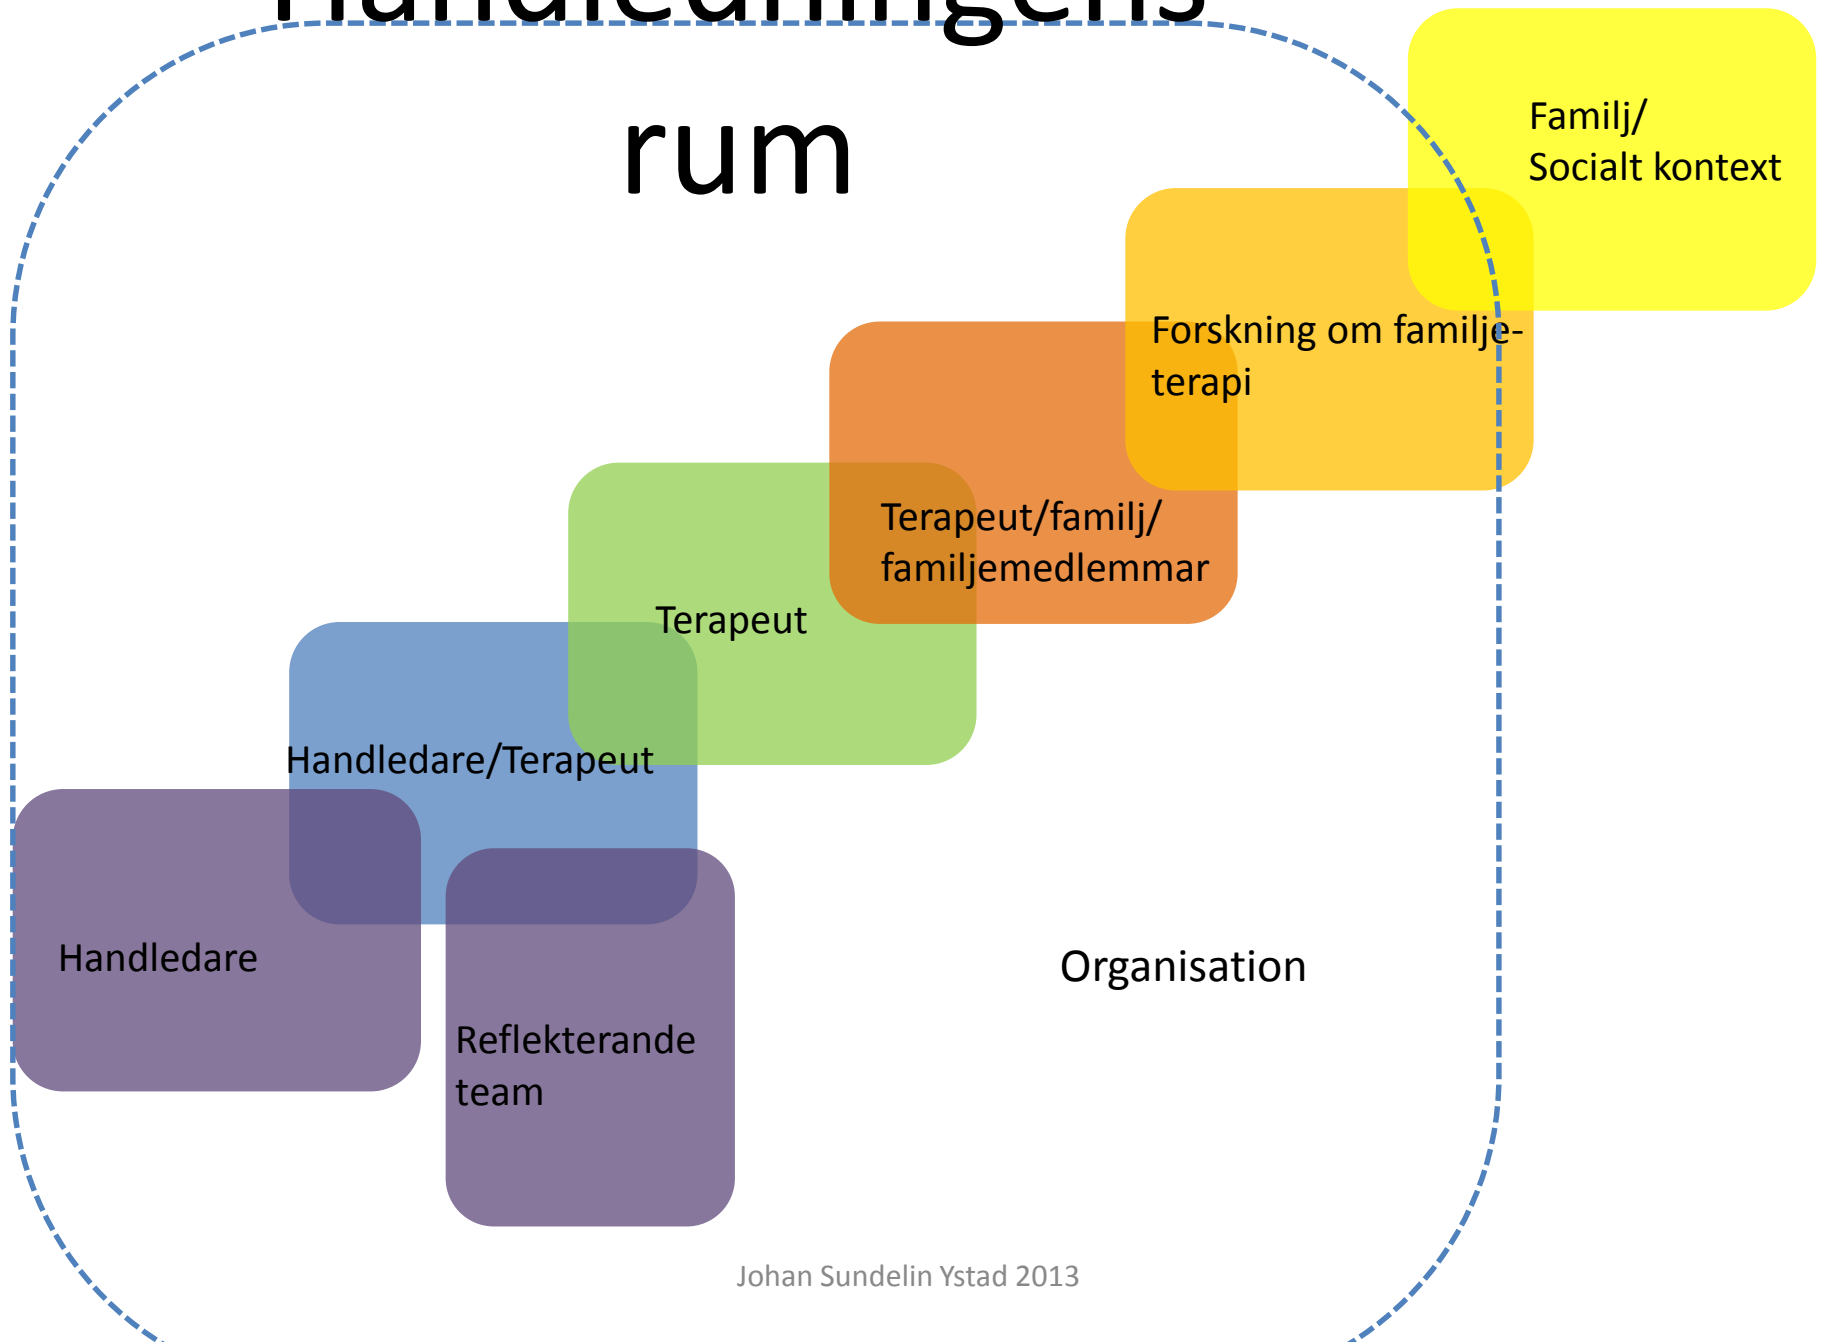 Handledningens
rum
Familj/
Socialt kontext
Forskning om familje-
terapi
Terapeut/familj/
familjemedlemmar
Terapeut
Handledare/Terapeut
Handledare
Organisation
Reflekterande
team
Johan Sundelin Ystad 2013